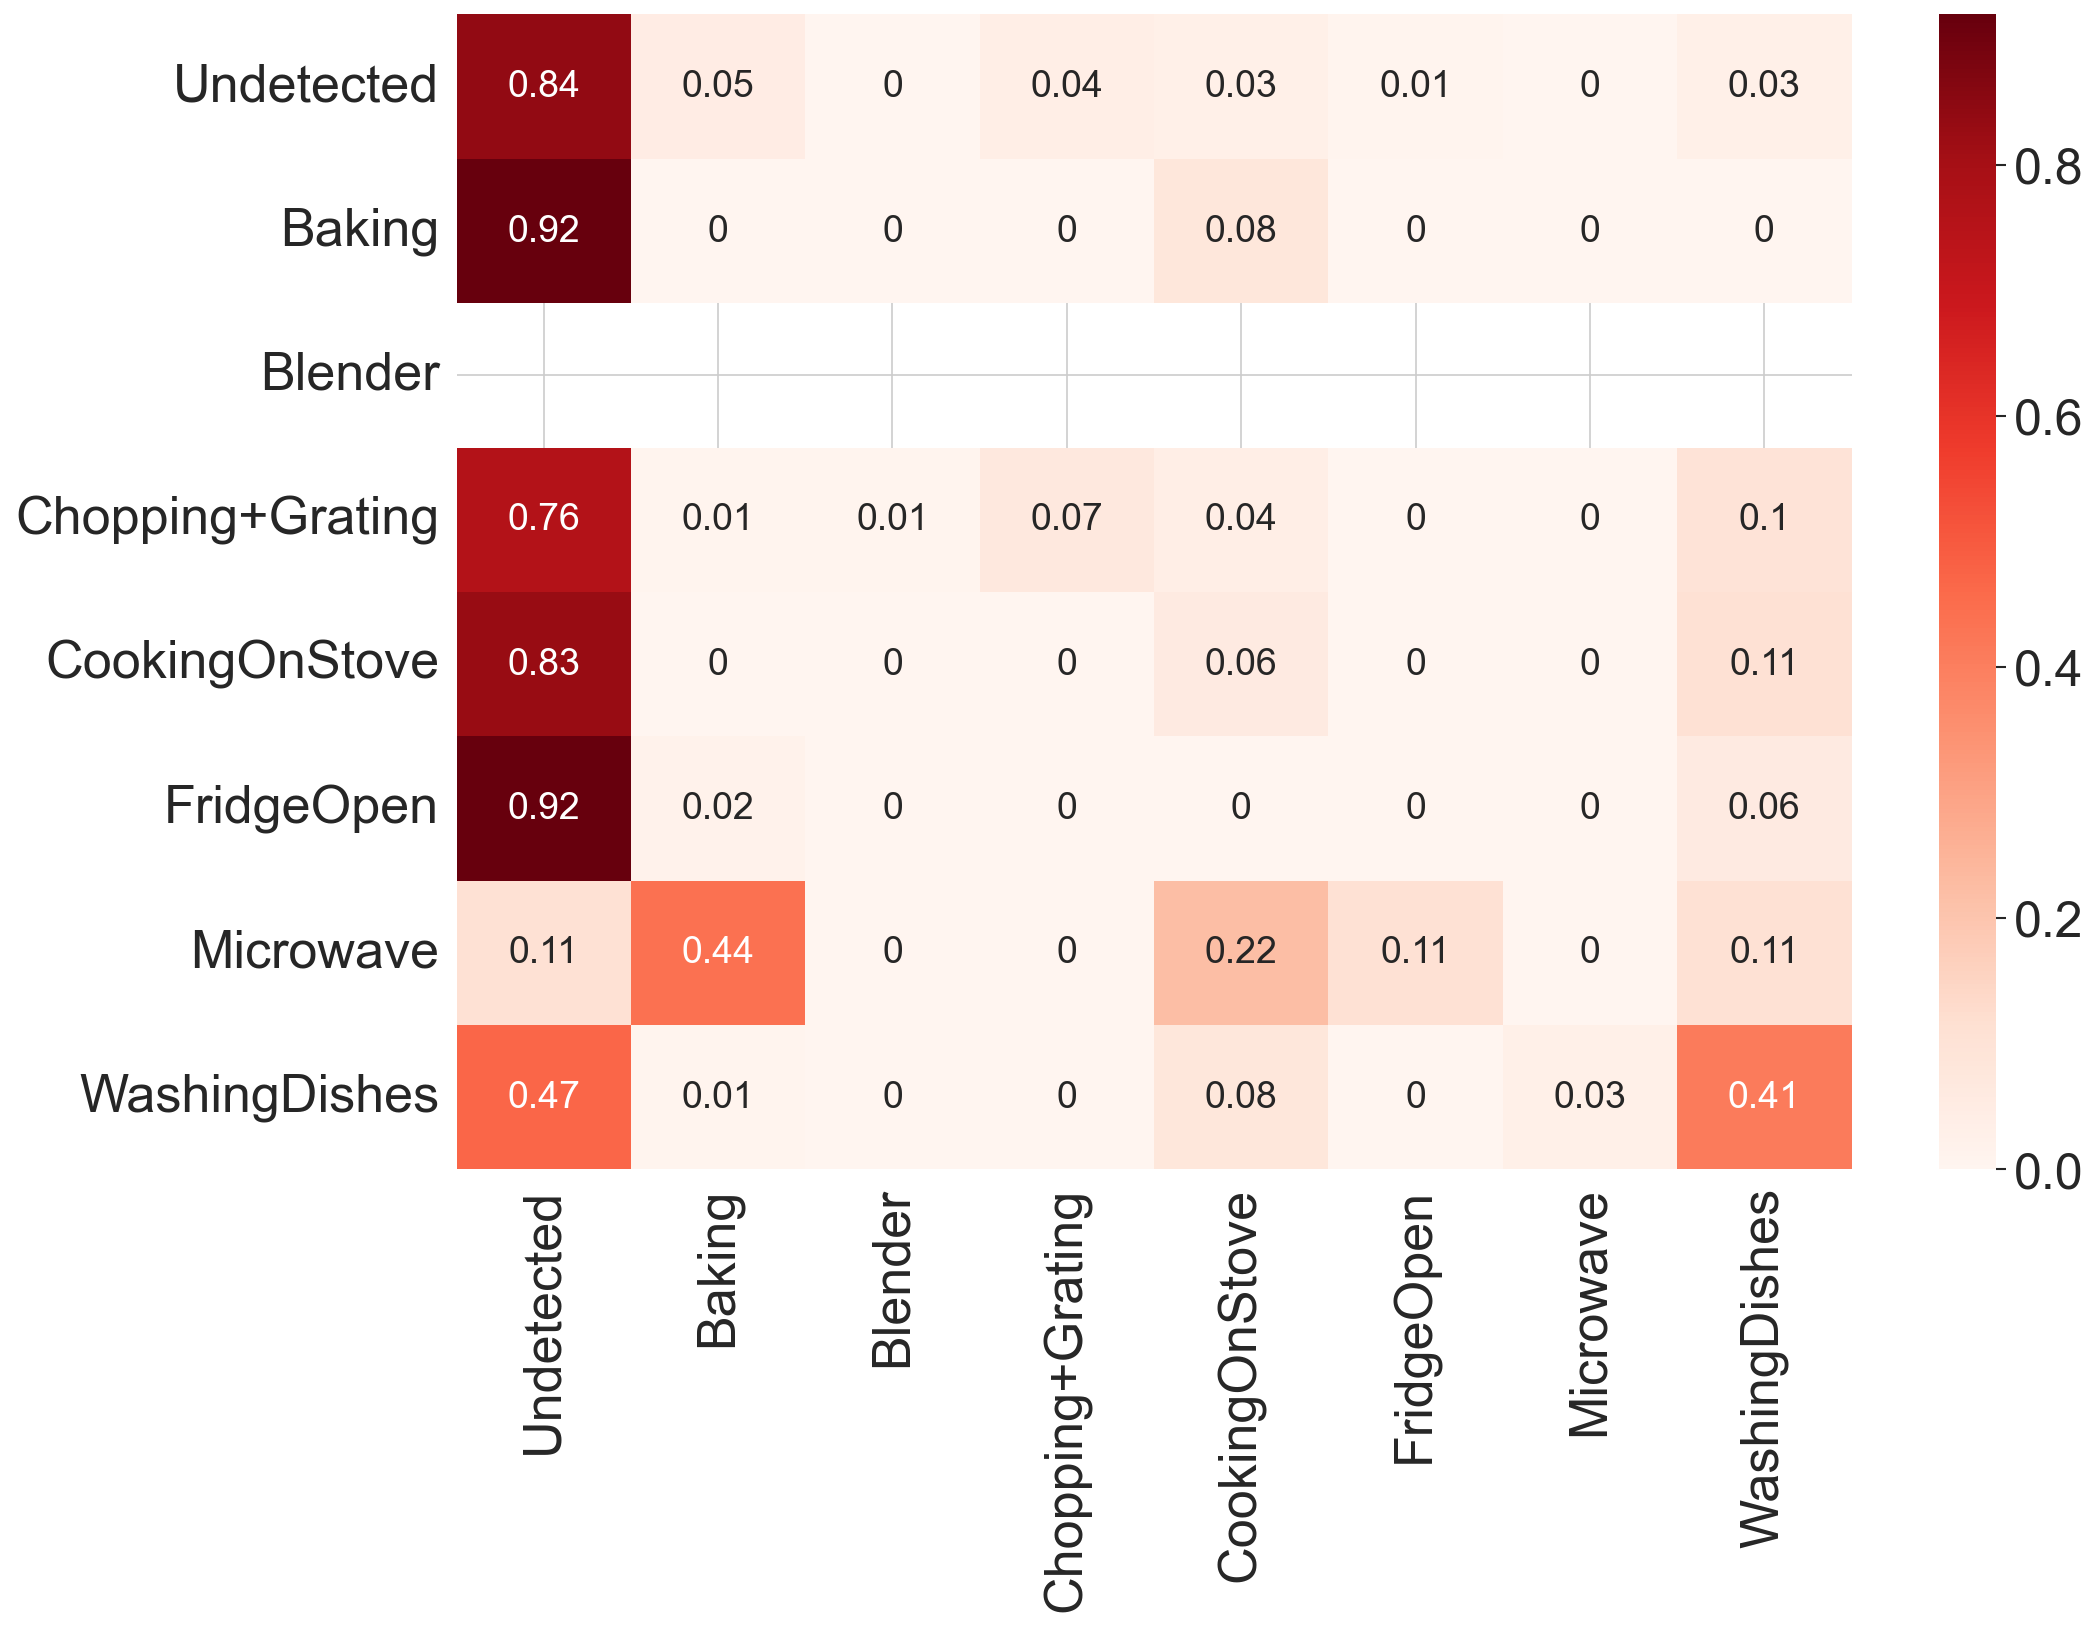 Undetected 0.84 0.05 0 0.04 0.03 0.01 0 0.03
Baking 0.92 0 0 0 0.08 0 0 0
Blender
Chopping+Grating 0.76 0.01 0.01 0.07 0.04 0 0 0.1
CookingOnStove 0.83 0 0 0 0.06 0 0 0.11
FridgeOpen 0.92 0.02 0 0 0 0 0 0.06
Microwave 0.11 0.44 0 0 0.22 0.11 0 0.11
WashingDishes 0.47 0.01 0 0 0.08 0 0.03 0.41
Undetected
Baking
Blender
Chopping+Grating
CookingOnStove
FridgeOpen
Microwave
WashingDishes
0.8
0.6
0.4
0.2
0.0